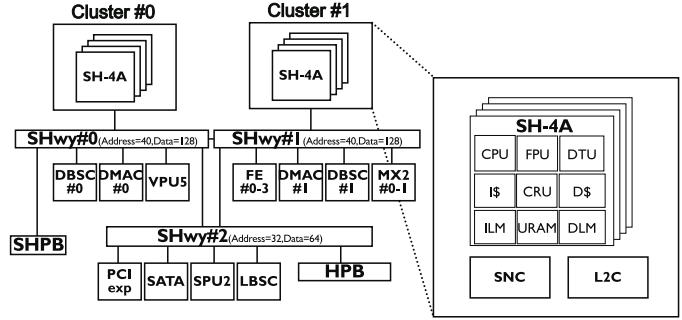 Cluster #0
Cluster #1
SH-4A
SH-4A
SHwy#0(Address=40,Data=128)
SHwy#1(Address=40,Data=128)
DBSC
#0
DMAC
#0
VPU5
FE
#0-3
DMAC
#1
DBSC
#1
MX2
#0-1
SHPB
SHwy#2(Address=32,Data=64)
PCI
exp
SATA
SPU2
LBSC
HPB
SH-4A
CPU
FPU
DTU
I$
CRU
D$
ILM
URAM
DLM
SNC
L2C